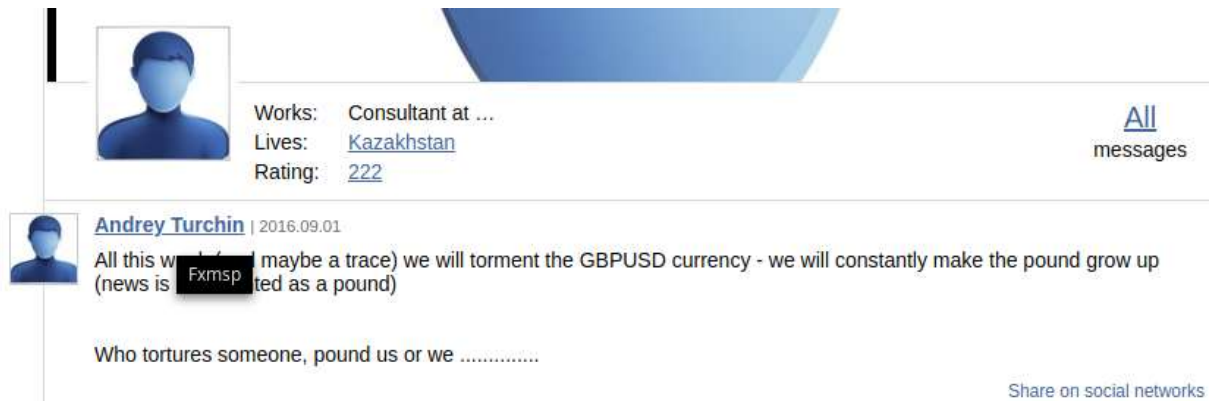 Works: Consultant at …
Lives: Kazakhstan
Rating: 222
All
messages
Andrey Turchin | 2016.09.01
All this maybe a trace) we will torment the GBPUSD currency - we will constantly make the pound grow up
Fxmsp
(news is as a pound)
Who tortures someone, pound us or we ..............
Share on social networks